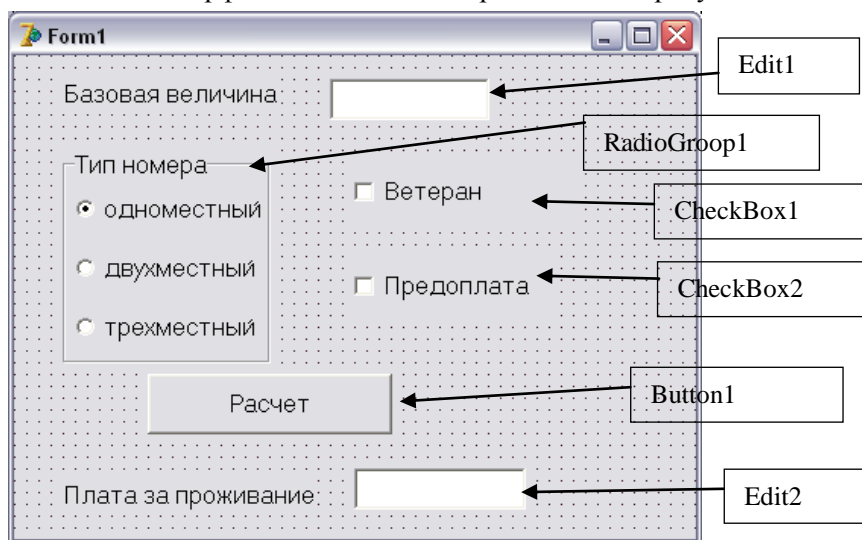 Form1
Базовая величина
Edit1
RadioGroop1
Тип номера
одноместный
Ветеран
CheckBox1
двухместный
Предоплата
CheckBox2
трехместный
Расчет
Button1
Плата за проживание
Edit2